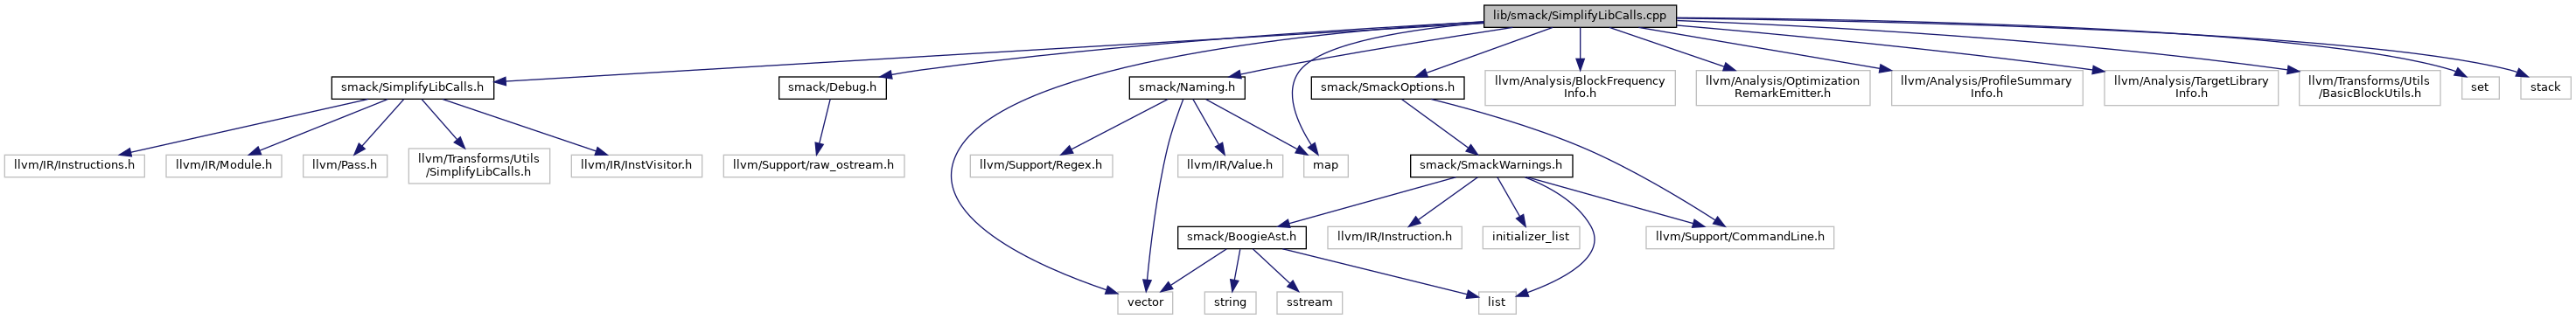 lib/smack/SimplifyLibCalls.cpp
smack/SimplifyLibCalls.h
smack/Debug.h
smack/Naming.h
smack/SmackOptions.h
llvm/Analysis/BlockFrequency
Info.h
llvm/Analysis/Optimization
RemarkEmitter.h
llvm/Analysis/ProfileSummary
Info.h
llvm/Analysis/TargetLibrary
Info.h
llvm/Transforms/Utils
/BasicBlockUtils.h
set
stack
llvm/IR/Instructions.h
llvm/IR/Module.h
llvm/Pass.h
llvm/Transforms/Utils
/SimplifyLibCalls.h
llvm/IR/InstVisitor.h
llvm/Support/raw_ostream.h
llvm/Support/Regex.h
llvm/IR/Value.h
map
smack/SmackWarnings.h
smack/BoogieAst.h
llvm/IR/Instruction.h
initializer_list
llvm/Support/CommandLine.h
vector
string
sstream
list